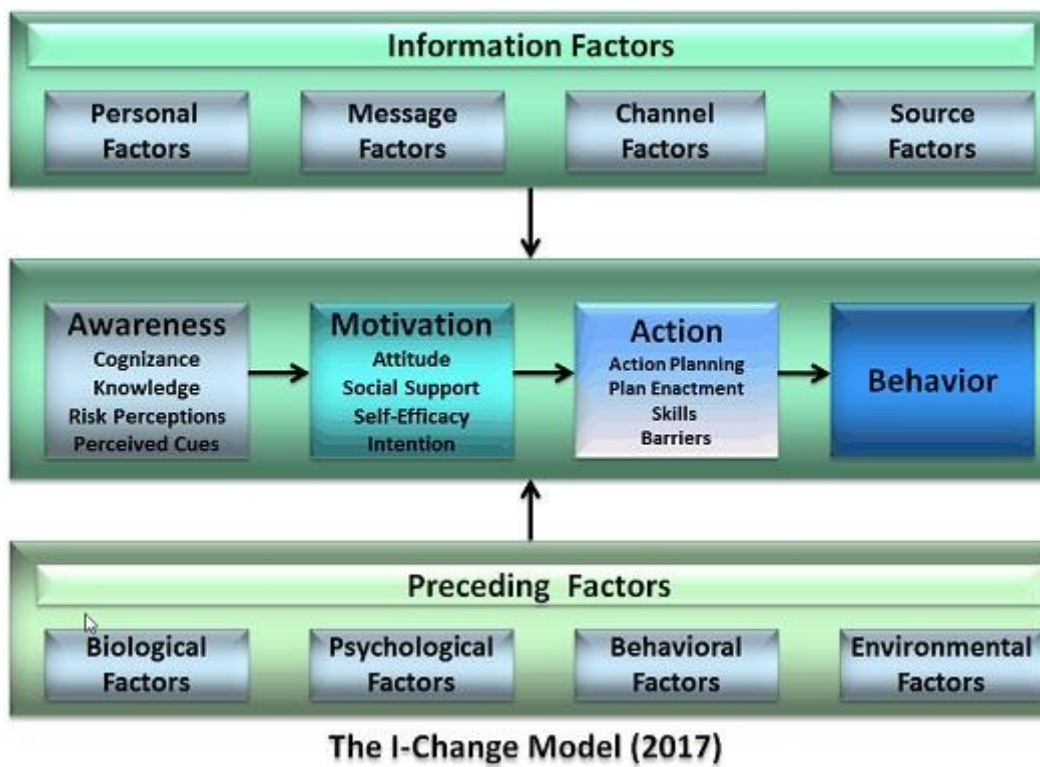 Information Factors
Personal
Factors
Message
Factors
Channel
Factors
Source
Factors
Awareness
Cognizance
Knowledge
Risk Perceptions
Perceived Cues
Motivation
Attitude
Social Support
Self-Efficacy
Intention
Action
Action Planning
Plan Enactment
Skills
Barriers
Behavior
Preceding Factors
Biological
Factors
Psychological
Factors
Behavioral
Factors
Environmental
Factors
The I-Change Model (2017)